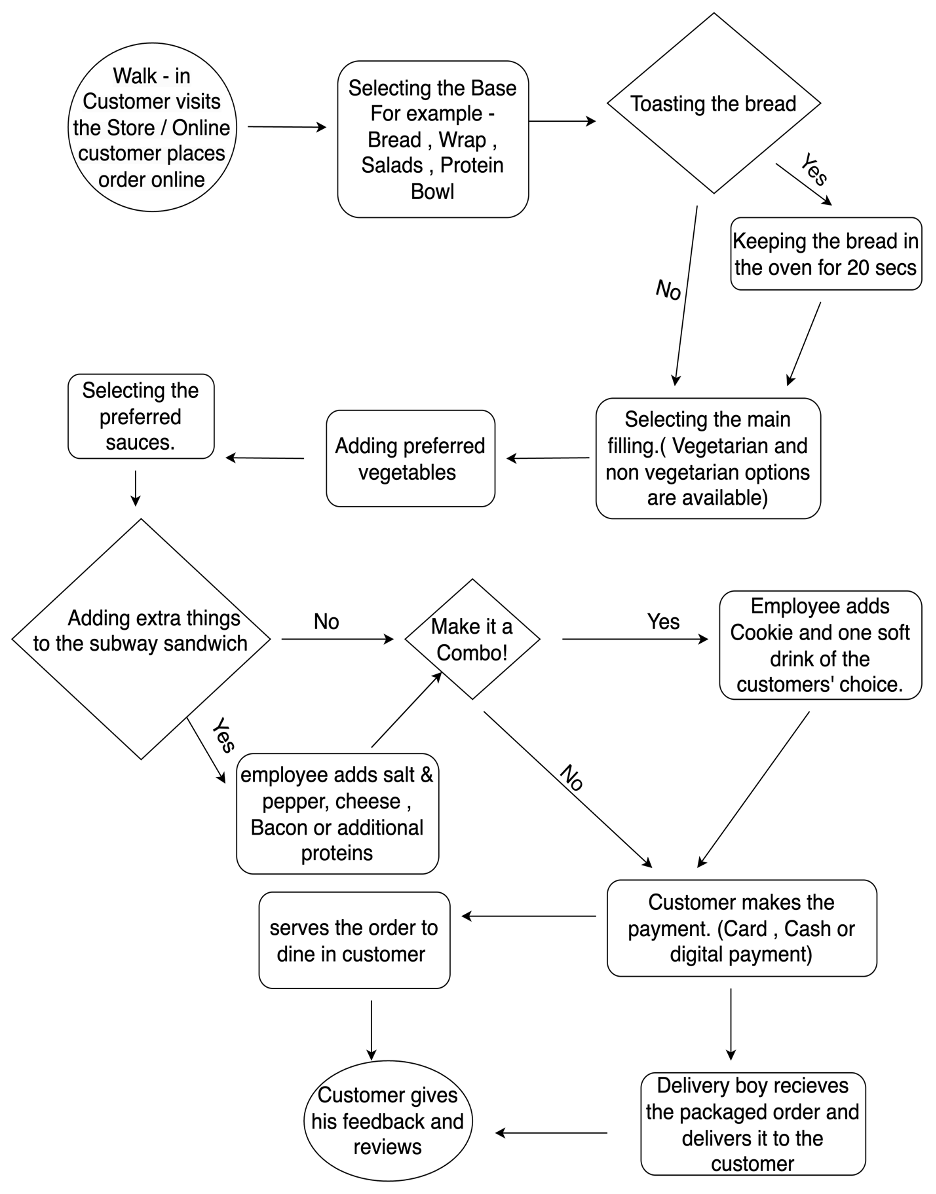 Walk - in
Customer visits
the Store / Online
customer places
order online
Selecting the Base
For example -
Bread , Wrap ,
Salads , Protein
Bowl
Toasting the bread
Yes
No
Keeping the bread in
the oven for 20 secs
Selecting the main
filling.( Vegetarian and
non vegetarian options
are available)
Adding preferred
vegetables
Selecting the
preferred
sauces.
Adding extra things
to the subway sandwich
No
Yes
Make it a
Combo!
Yes
No
Employee adds
Cookie and one soft
drink of the
customers' choice.
employee adds salt &
pepper, cheese ,
Bacon or additional
proteins
Customer makes the
payment. (Card , Cash or
digital payment)
serves the order to
dine in customer
Delivery boy recieves
the packaged order and
delivers it to the
customer
Customer gives
his feedback and
reviews